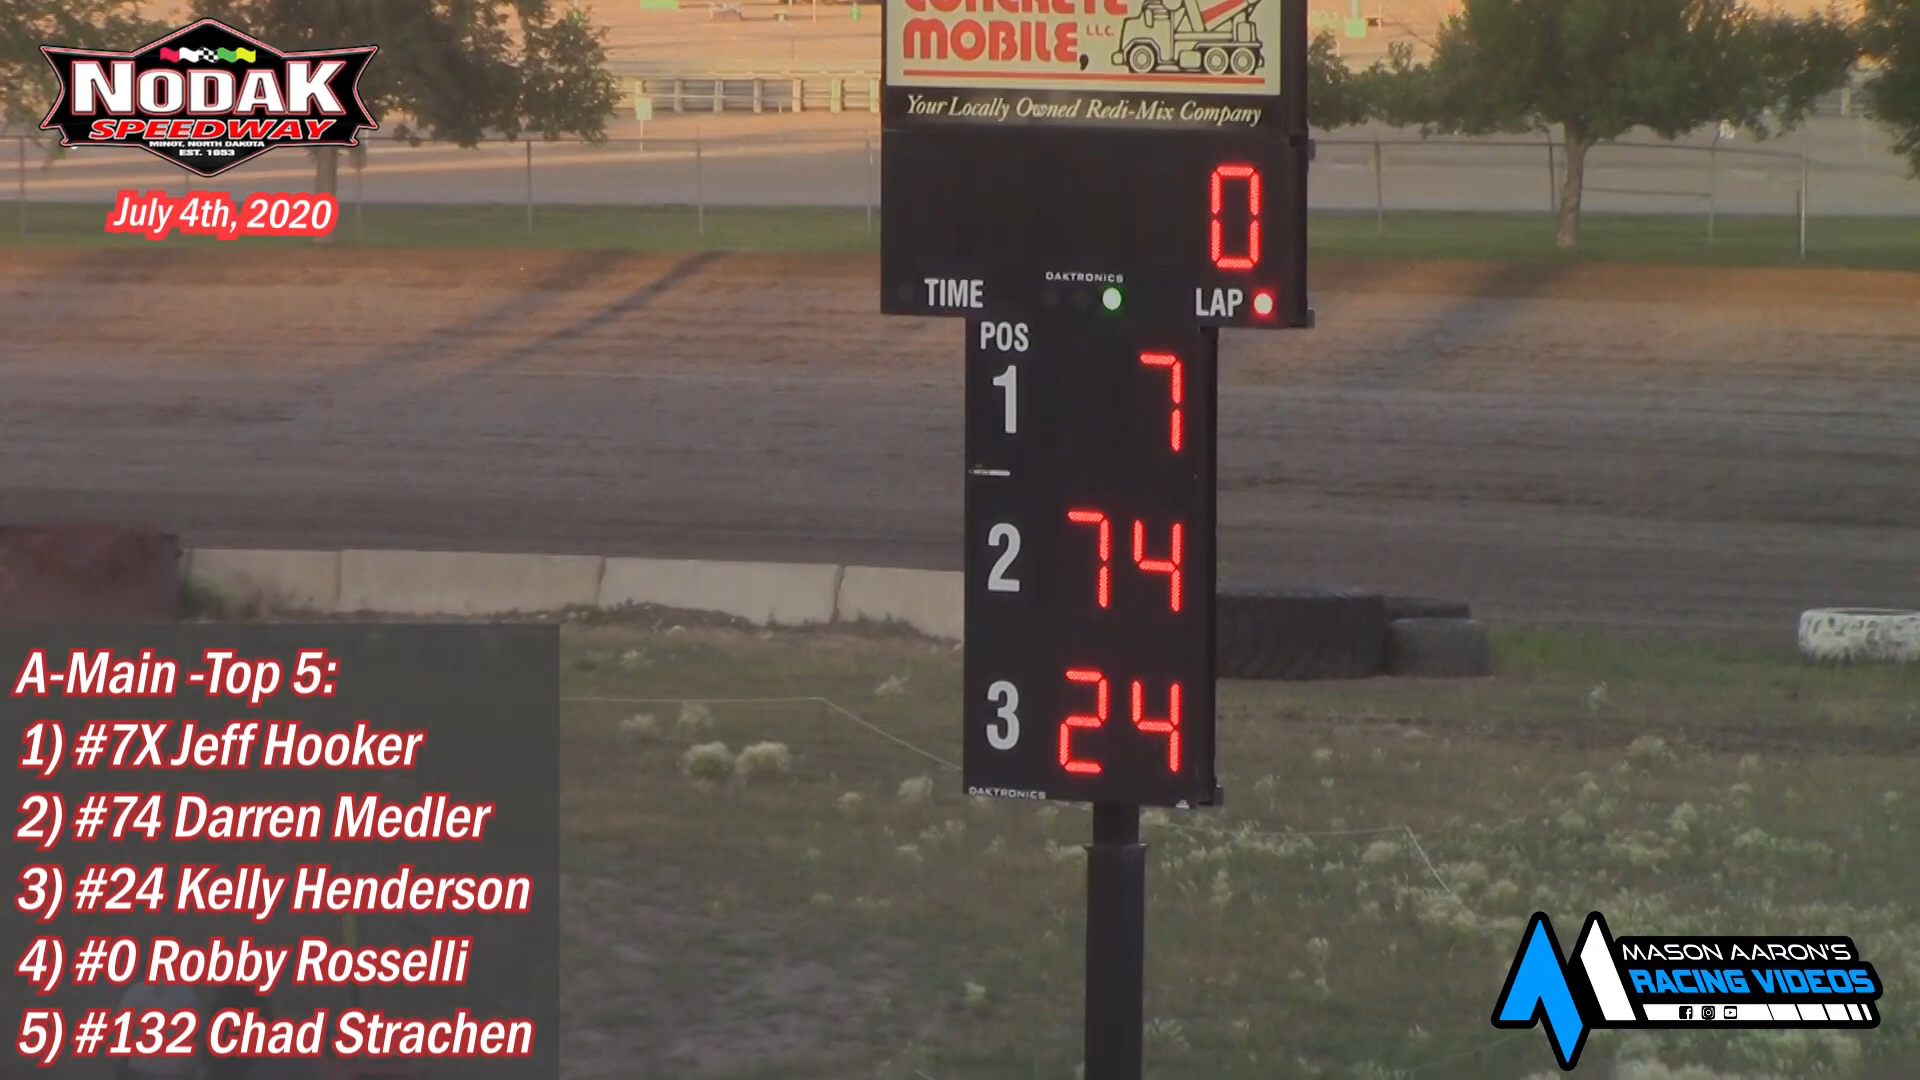 CONCRETE
MOBILE, L.L.C.
Your Locally Owned Redi-Mix Company
NODAK
SPEEDWAY
MINOT, NORTH DAKOTA
EST. 1953
July 4th, 2020
0
DAKTRONICS
TIME
LAP
POS
1 7
2 74
3 24
DAKTRONICS
A-Main -Top 5:
1) #7X Jeff Hooker
2) #74 Darren Medler
3) #24 Kelly Henderson
4) #0 Robby Rosselli
5) #132 Chad Strachen
MASON AARON'S
RACING VIDEOS